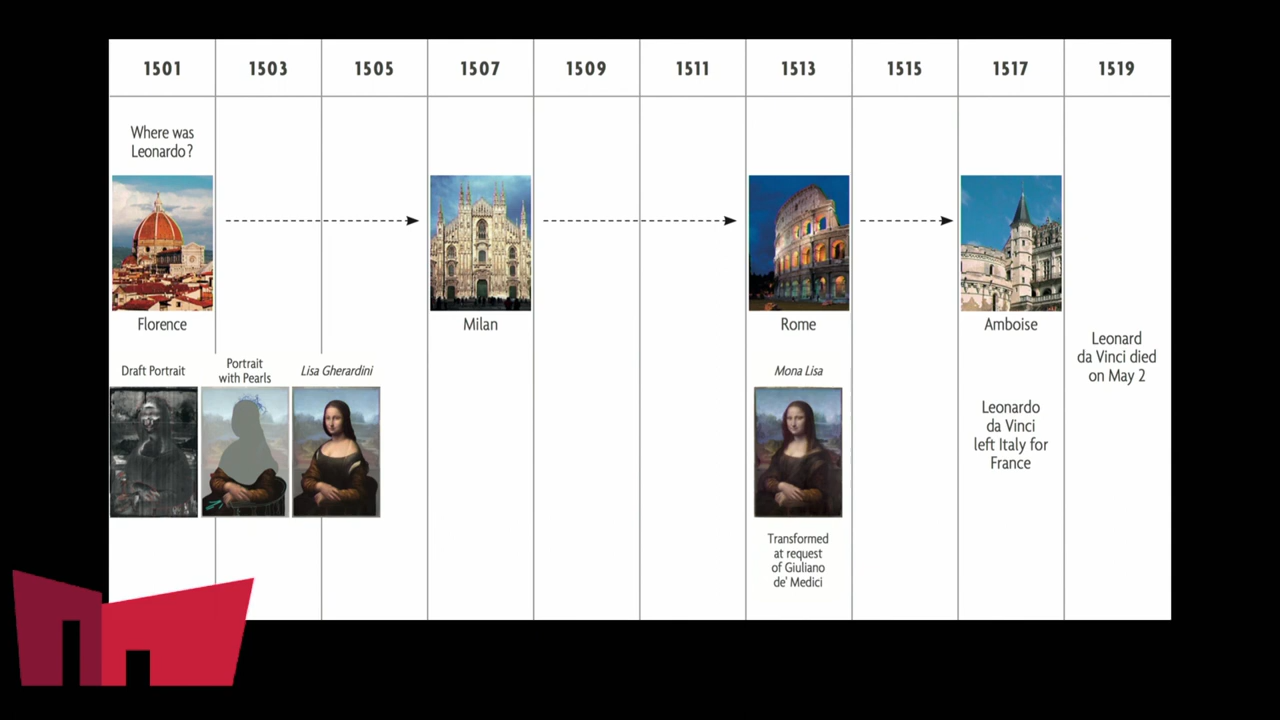 1501 1503 1505 1507 1509 1511 1513 1515 1517 1519
Where was
Leonardo?
Florence
Milan
Rome
Amboise
Draft Portrait
Portrait
with Pearls
Lisa Gherardini
Mona Lisa
Transformed
at request
of Giuliano
de' Medici
Leonardo
da Vinci
left Italy for
France
Leonard
da Vinci died
on May 2